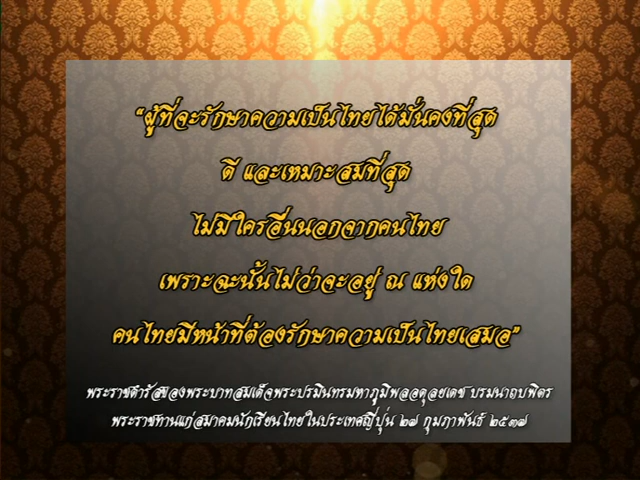 “ผู้ที่จะรักษาความเป็นไทยได้มั่นคงที่สุด
ดี และเหมาะสมที่สุด
ไม่มีใครอื่นนอกจากคนไทย
เพราะฉะนั้นไม่ว่าจะอยู่ ณ แห่งใด
คนไทยมีหน้าที่ต้องรักษาความเป็นไทยเสมอ”
พระราชดำรัสของพระบาทสมเด็จพระปรมินทรมหาภูมิพลอดุลยเดช บรมนาถบพิตร
พระราชทานแก่สมาคมนักเรียนไทยในประเทศญี่ปุ่น ๒๗ กุมภาพันธ์ ๒๕๓๗